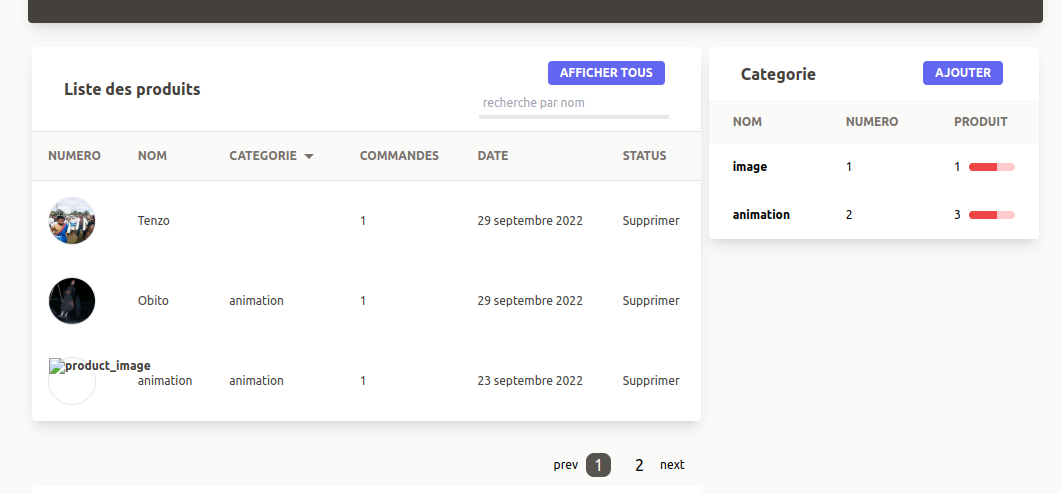 Liste des produits
AFFICHER TOUS
recherche par nom
NUMERO NOM CATEGORIE COMMANDES DATE STATUS
Tenzo 1 29 septembre 2022 Supprimer
Obito animation 1 29 septembre 2022 Supprimer
product_image
animation animation 1 23 septembre 2022 Supprimer
prev 1 2 next
Categorie AJOUTER
NOM NUMERO PRODUIT
image 1 1
animation 2 3